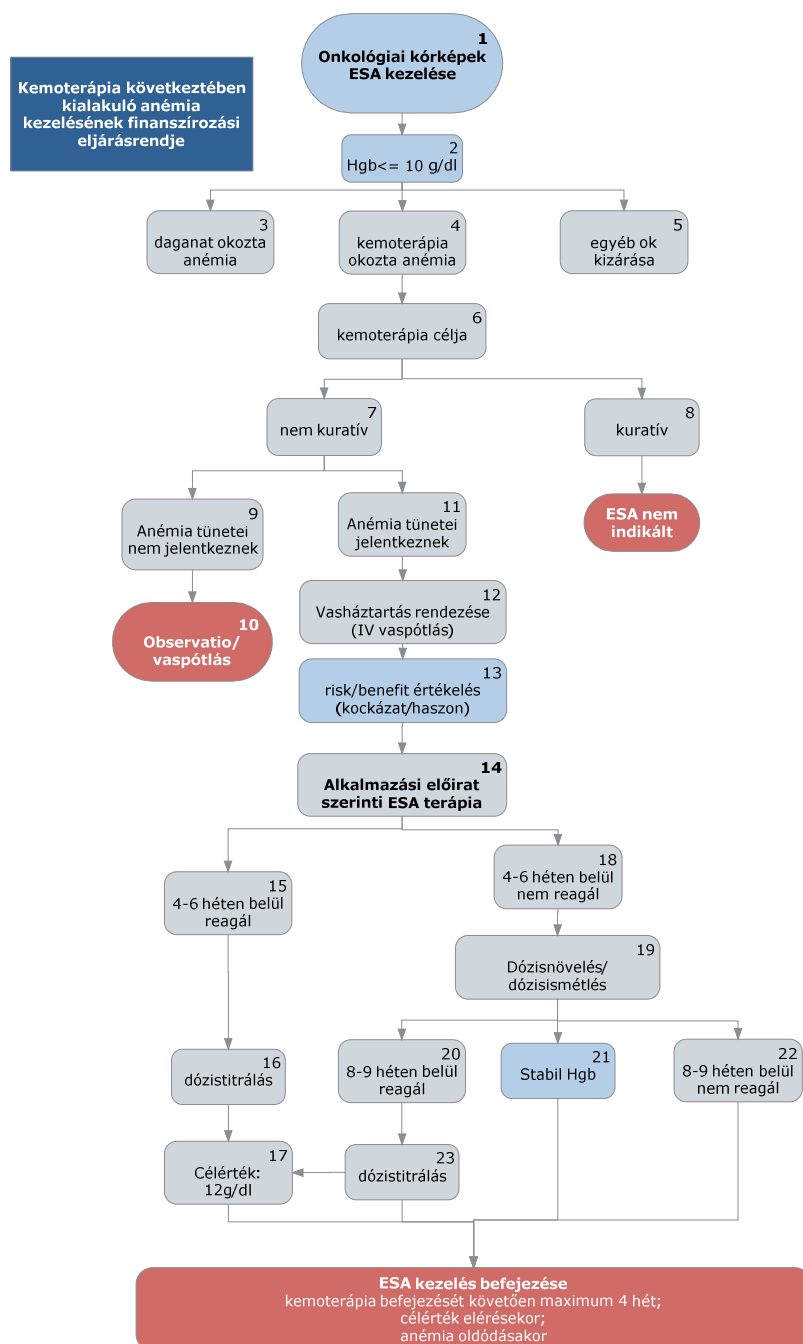 Kemoterápia következtében
kialakuló anémia
kezelésének finanszírozási
eljárásrendje
1
Onkológiai kórképek
ESA kezelése
2
Hgb<= 10 g/dl
3
daganat okozta
anémia
4
kemoterápia
okozta anémia
5
egyéb ok
kizárása
6
kemoterápia célja
7
nem kuratív
8
kuratív
9
Anémia tünetei
nem jelentkeznek
11
Anémia tünetei
jelentkeznek
ESA nem
indikált
10
Observatio/
vaspótlás
12
Vasháztartás rendezése
(IV vaspótlás)
13
risk/benefit értékelés
(kockázat/haszon)
14
Alkalmazási előirat
szerinti ESA terápia
15
4-6 héten belül
reagál
18
4-6 héten belül
nem reagál
19
Dózisnövelés/
dózisismétlés
16
dózistitrálás
20
8-9 héten belül
reagál
21
Stabil Hgb
22
8-9 héten belül
nem reagál
17
Célérték:
12g/dl
23
dózistitrálás
ESA kezelés befejezése
kemoterápia befejezését követően maximum 4 hét;
célérték elérésekor;
anémia oldódásakor